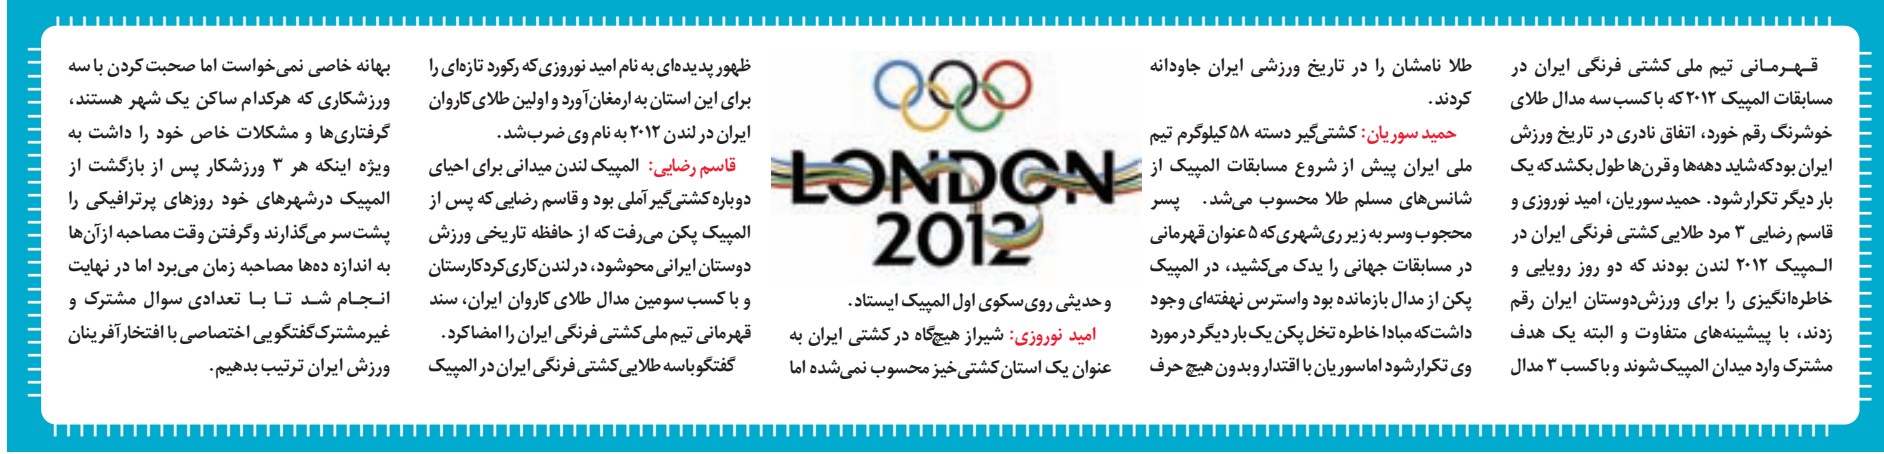 قـهـرمـانی تیم ملی کشتی فرنگی ایران در
مسابقات المپیک ۲۰۱۲ که با کسب سه مدال طلای
خوشرنگ رقم خورد، اتفاق نادری در تاریخ ورزش
ایران بود که شاید دهه‌ها و قرن‌ها طول بکشد که یک
بار دیگر تکرار شود. حمید سوریان، امید نوروزی و
قاسم رضایی ۳ مرد طلایی کشتی فرنگی ایران در
الـمپیک ۲۰۱۲ لندن بودند که دو روز رویایی و
خاطره‌انگیزی را برای ورزش‌دوستان ایران رقم
زدند، با پیشینه‌های متفاوت و البته یک هدف
مشترک وارد میدان المپیک شوند و با کسب ۳ مدال
طلا نامشان را در تاریخ ورزشی ایران جاودانه
کردند.
حمید سوریان: کشتی‌گیر دسته ۵۸ کیلوگرم تیم
ملی ایران پیش از شروع مسابقات المپیک از
شانس‌های مسلم طلا محسوب می‌شد. پسر
محجوب وسر به زیر ری‌شهری که ۵ عنوان قهرمانی
در مسابقات جهانی را یدک می‌کشید، در المپیک
پکن از مدال بازمانده بود واسترس نهفته‌ای وجود
داشت که مبادا خاطره تخل پکن یک بار دیگر در مورد
وی تکرار شود اما سوریان با اقتدار و بدون هیچ حرف
LONDON
2012
و حدیثی روی سکوی اول المپیک ایستاد.
امید نوروزی: شیراز هیچگاه در کشتی ایران به
عنوان یک استان کشتی‌خیز محسوب نمی‌شده اما
ظهور پدیده‌ای به نام امید نوروزی که رکورد تازه‌ای را
برای این استان به ارمغان آورد و اولین طلای کاروان
ایران در لندن ۲۰۱۲ به نام وی ضرب شد.
قاسم رضایی: المپیک لندن میدانی برای احیای
دوباره کشتی‌گیر آملی بود و قاسم رضایی که پس از
المپیک پکن می‌رفت که از حافظه تاریخی ورزش
دوستان ایرانی محوشود، در لندن کاری کرد کارستان
و با کسب سومین مدال طلای کاروان ایران، سند
قهرمانی تیم ملی کشتی فرنگی ایران را امضا کرد.
گفتگو با سه طلایی کشتی فرنگی ایران در المپیک
بهانه خاصی نمی‌خواست اما صحبت کردن با سه
ورزشکاری که هرکدام ساکن یک شهر هستند،
گرفتاری‌ها و مشکلات خاص خود را داشت به
ویژه اینکه هر ۳ ورزشکار پس از بازگشت از
المپیک درشهرهای خود روزهای پرترافیکی را
پشت سر می‌گذارند وگرفتن وقت مصاحبه ازآن‌ها
به اندازه ده‌ها مصاحبه زمان می‌برد اما در نهایت
انـجـام شـد تـا بـا تعدادی سوال مشترک و
غیرمشترک گفتگویی اختصاصی با افتخارآفرینان
ورزش ایران ترتیب بدهیم.